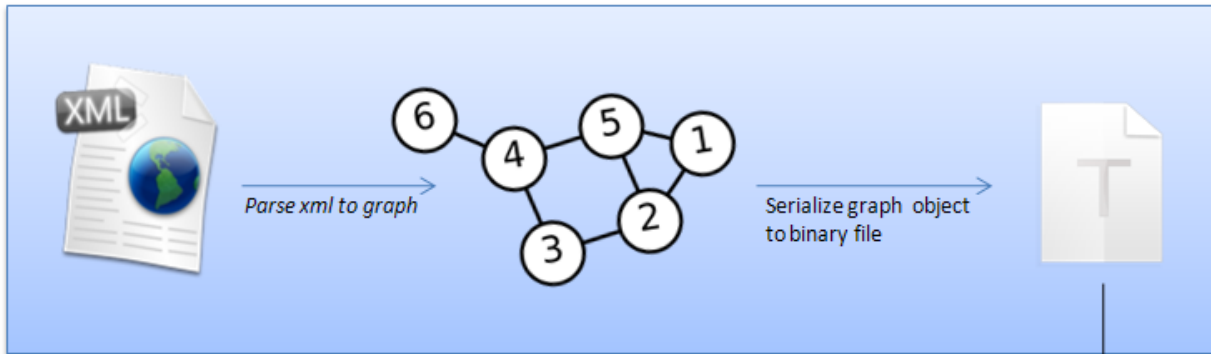 XML
6
5
1
4
2
3
Parse xml to graph
Serialize graph object
to binary file
T